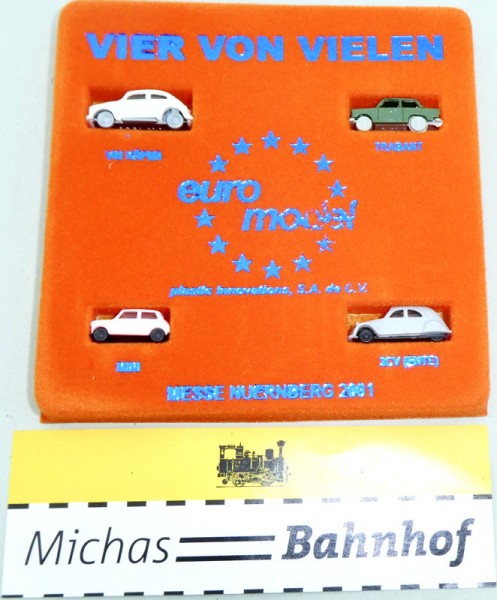 VIER VON VIELEN
VW KÄFER
TRABANT
euro
model
plastic innovations, S.A. de C.V.
MINI
2CV (ENTE)
MESSE NUERNBERG 2001
Michas Bahnhof